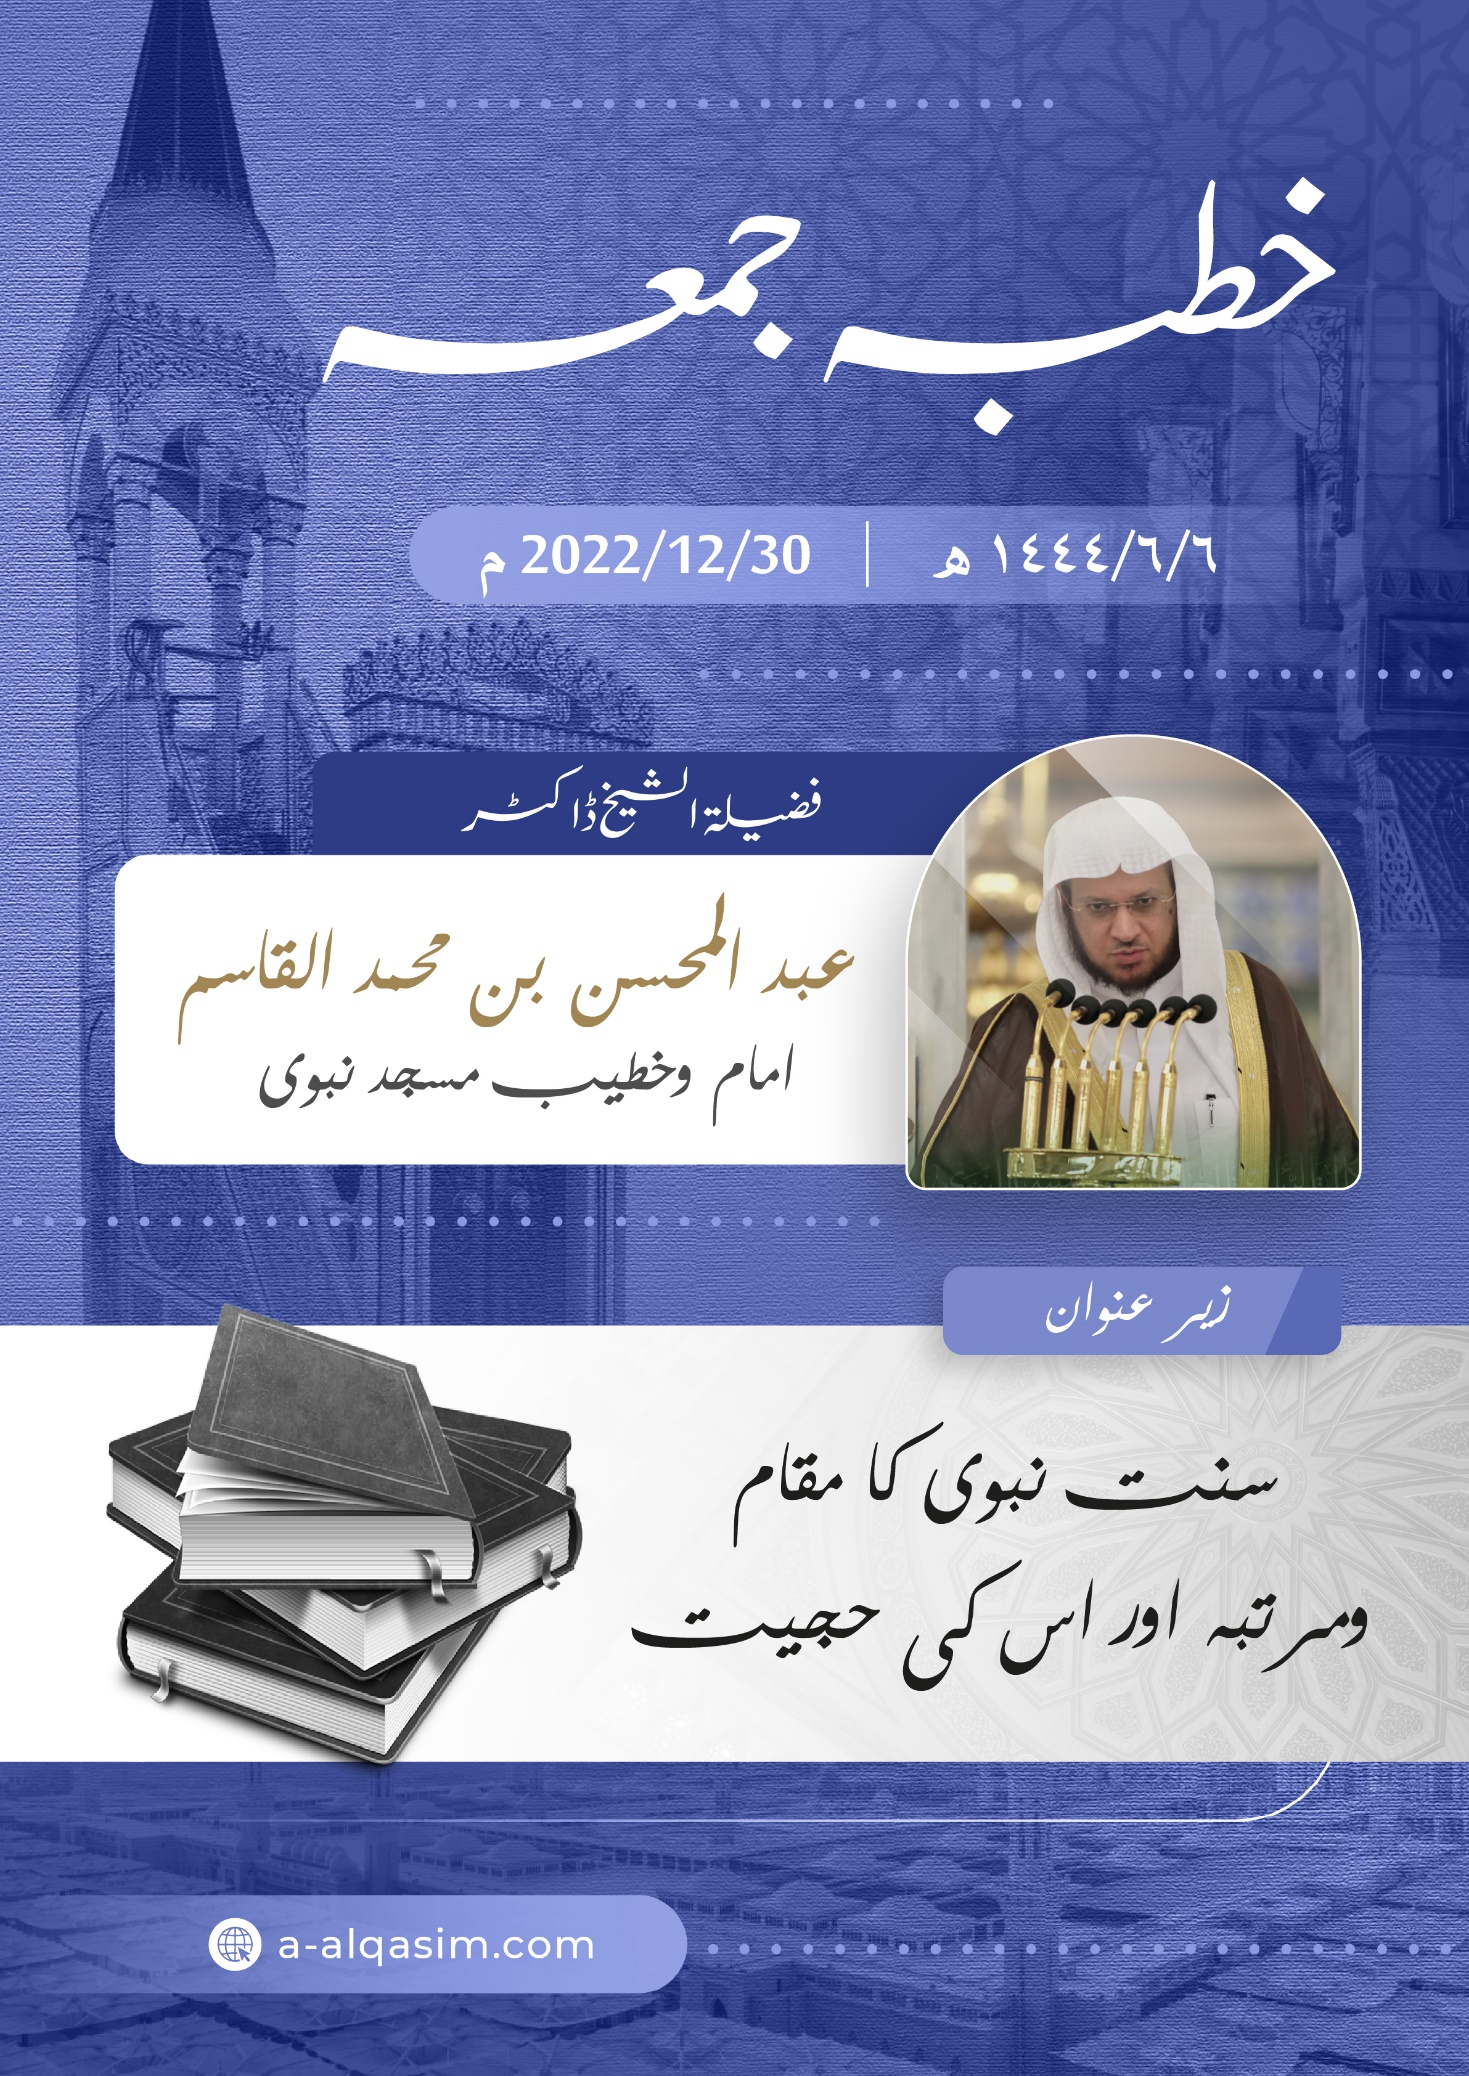 خطبہ جمعہ
١٤٤٤/٦/٦ ھ | 2022/12/30 م
فضیلۃ الشیخ ڈاکٹر
عبد المحسن بن محمد القاسم
امام وخطیب مسجد نبوی
زیر عنوان
سنت نبوی کا مقام
ومرتبہ اور اس کی حجیت
a-alqasim.com